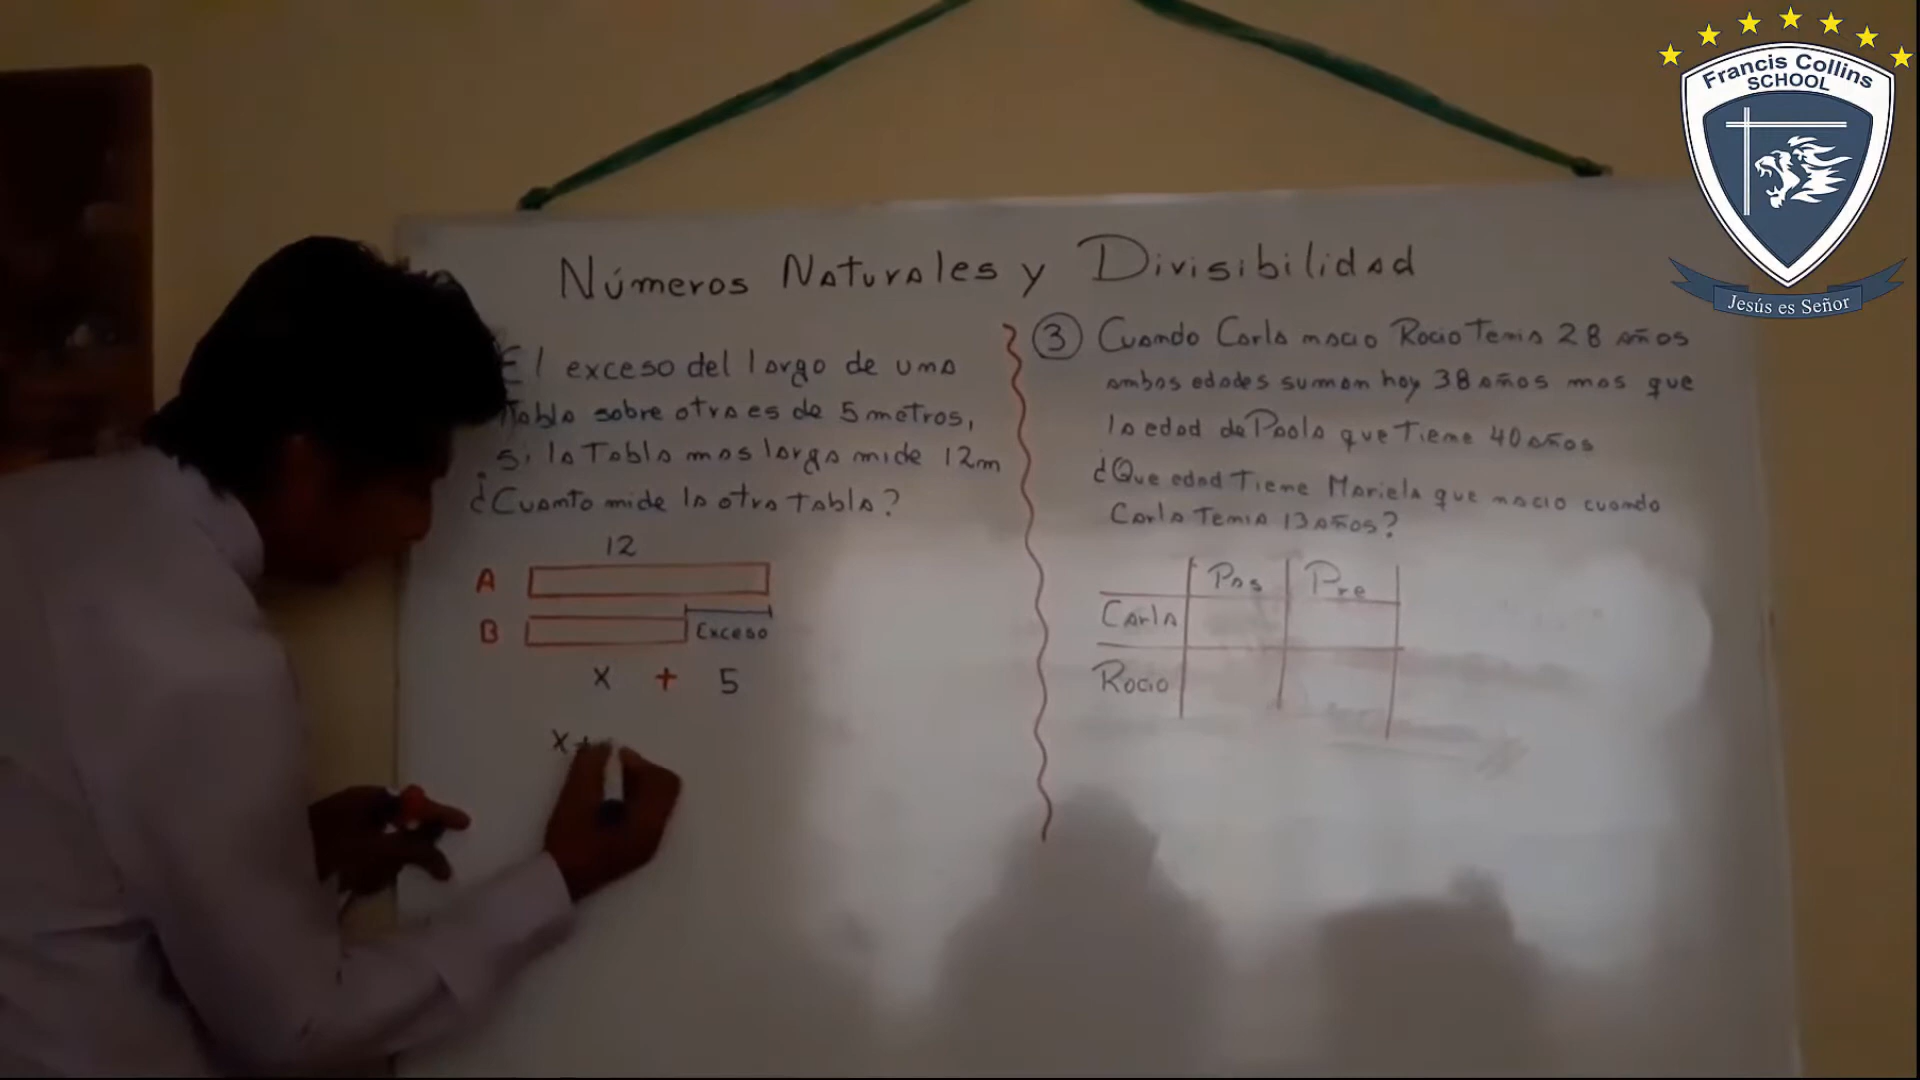 Números Naturales y Divisibilidad
El exceso del largo de una
Tabla sobre otra es de 5 metros,
si la Tabla mas larga mide 12m
¿Cuanto mide la otra tabla?
12
A
B Exceso
x + 5
x +
③ Cuando Carla nacio Rocio Tenia 28 años
ambos edades suman hoy 38 años mas que
la edad de Paola que Tiene 40 años
¿Que edad Tiene Mariela que nacio cuando
Carla Tenia 13 años?
Pas Pre
Carla
Rocio
Francis Collins
SCHOOL
Jesús es Señor